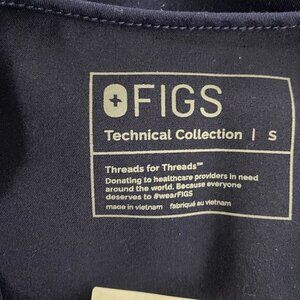 FIGS
Technical Collection | S
Threads for Threads™
Donating to healthcare providers in need
around the world. Because everyone
deserves to #wearFIGS
made in vietnam fabriqué au vietnam